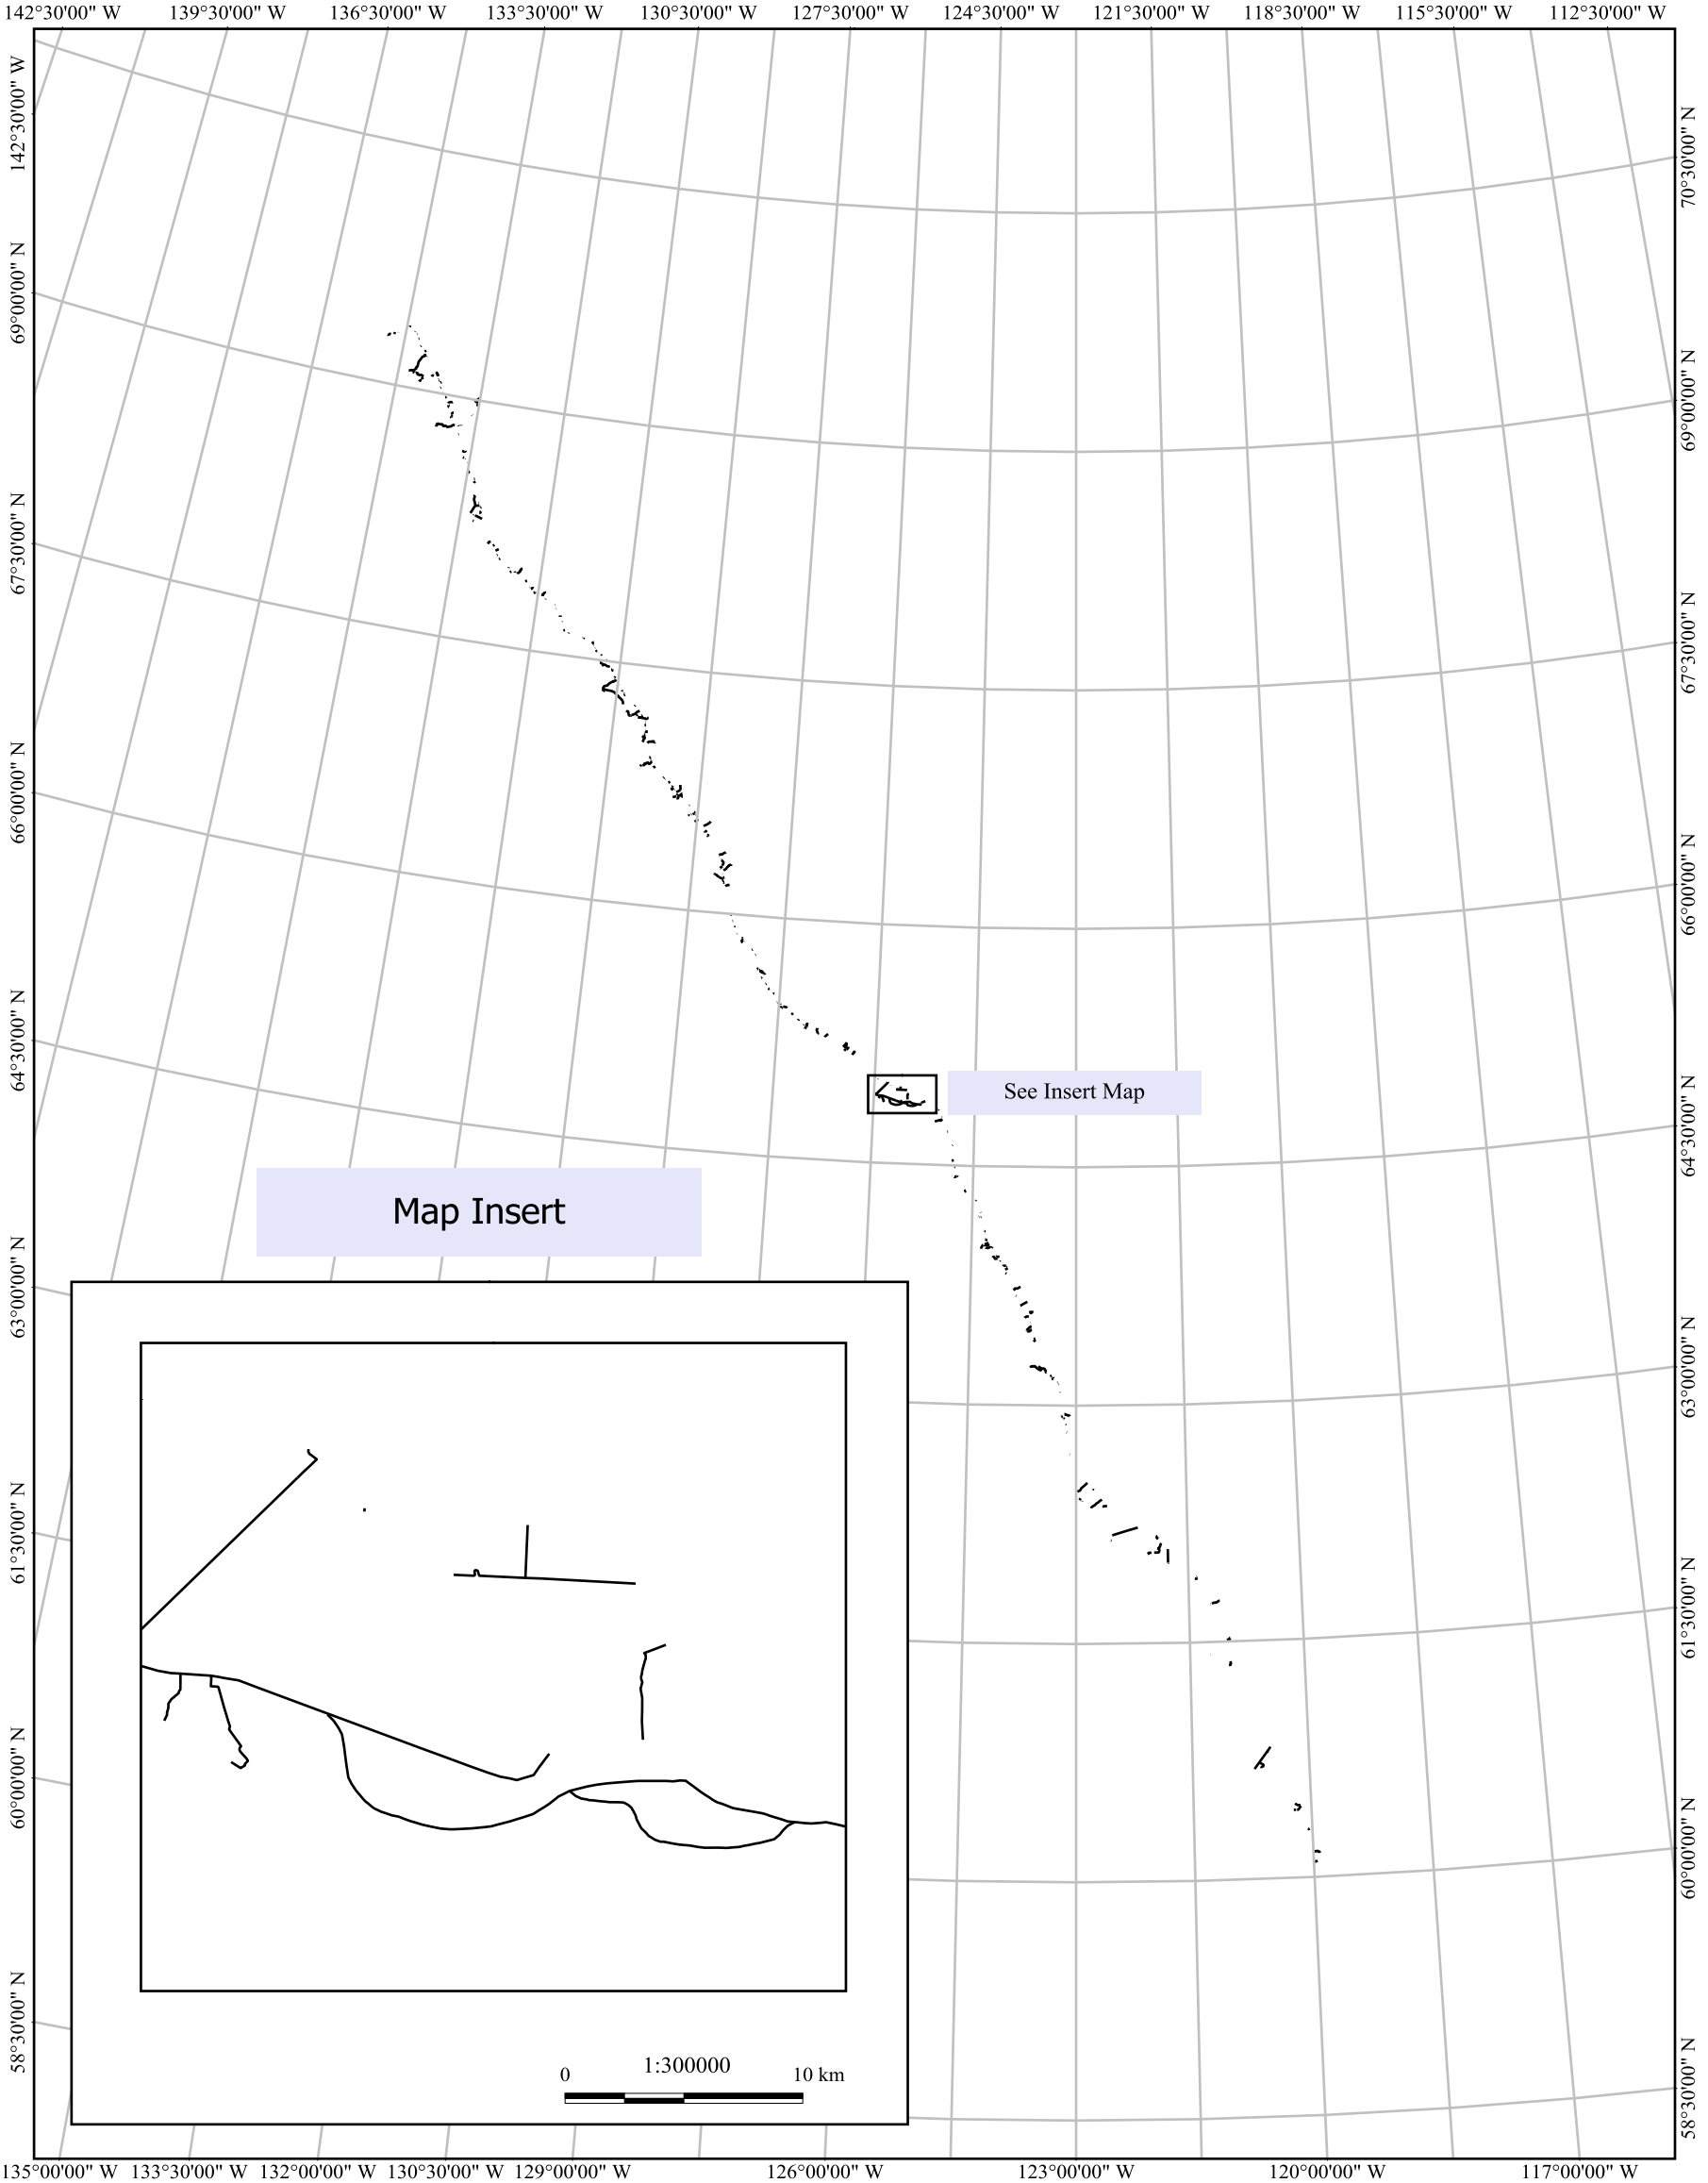 142°30'00" W 139°30'00" W 136°30'00" W 133°30'00" W 130°30'00" W 127°30'00" W 124°30'00" W 121°30'00" W 118°30'00" W 115°30'00" W 112°30'00" W
142°30'00" W
69°00'00" N
67°30'00" N
66°00'00" N
64°30'00" N
63°00'00" N
61°30'00" N
60°00'00" N
58°30'00" N
70°30'00" N
69°00'00" N
67°30'00" N
66°00'00" N
64°30'00" N
63°00'00" N
61°30'00" N
60°00'00" N
58°30'00" N
See Insert Map
Map Insert
1:300000
0 10 km
135°00'00" W 133°30'00" W 132°00'00" W 130°30'00" W 129°00'00" W 126°00'00" W 123°00'00" W 120°00'00" W 117°00'00" W